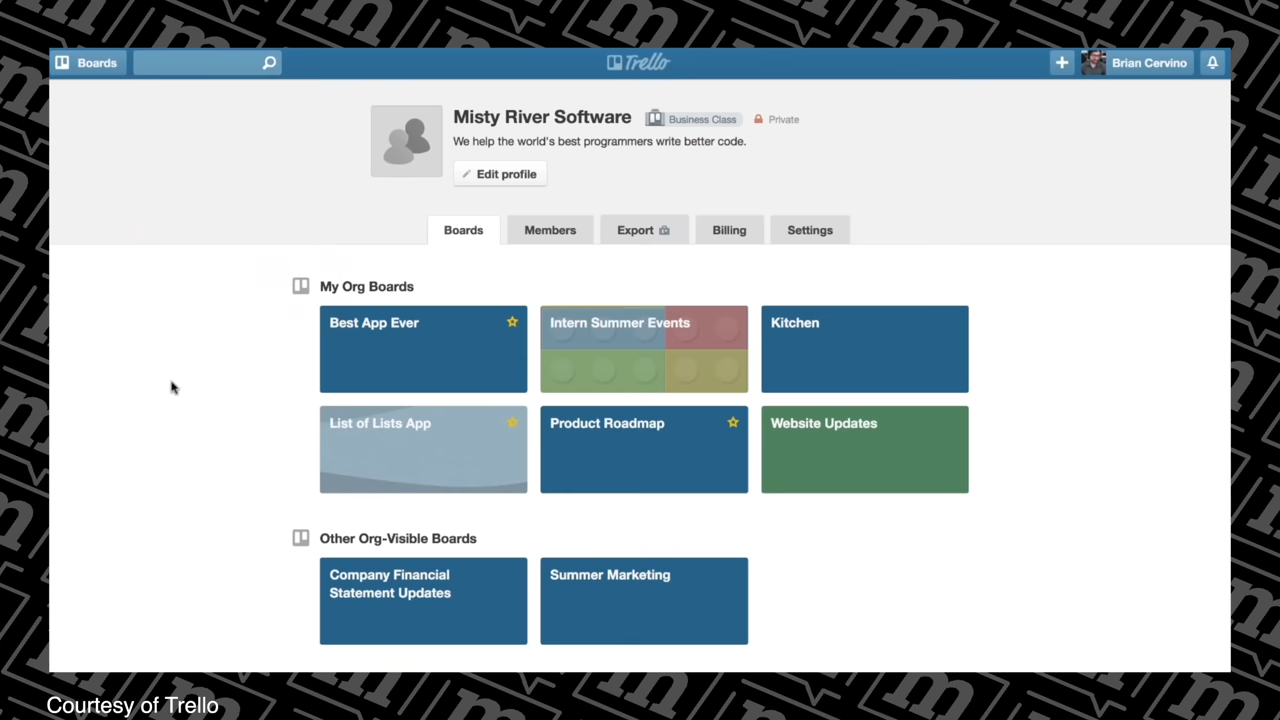 Boards
Trello
Brian Cervino
Misty River Software
Business Class
Private
We help the world's best programmers write better code.
Edit profile
Boards
Members
Export
Billing
Settings
My Org Boards
Best App Ever
Intern Summer Events
Kitchen
List of Lists App
Product Roadmap
Website Updates
Other Org-Visible Boards
Company Financial
Statement Updates
Summer Marketing
Courtesy of Trello